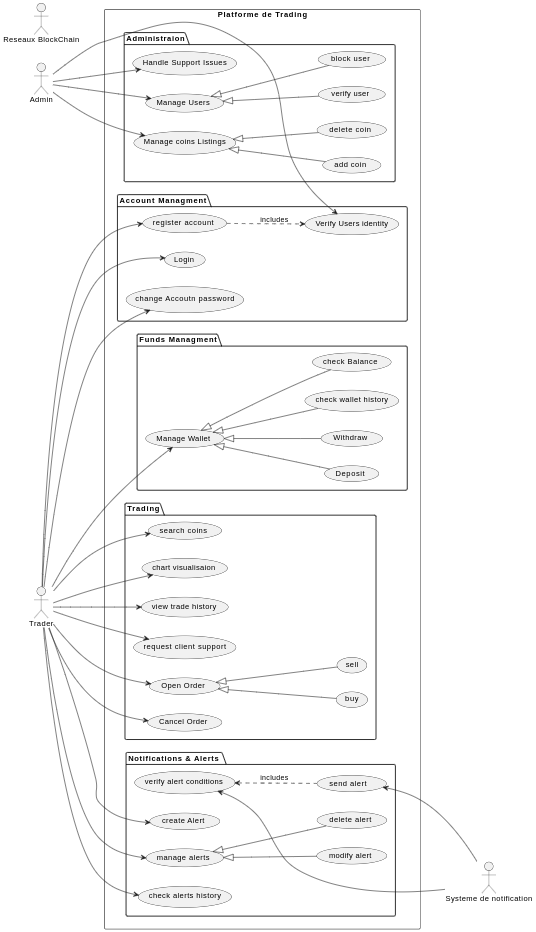 Platforme de Trading
Reseaux BlockChain
Administraion
Handle Support Issues
block user
Admin
Manage Users
verify user
delete coin
Manage coins Listings
add coin
Account Managment
register account
includes
Verify Users identity
Login
change Accoutn password
Funds Managment
check Balance
check wallet history
Manage Wallet
Withdraw
Deposit
Trading
search coins
chart visualisaion
view trade history
Trader
request client support
sell
Open Order
buy
Cancel Order
Notifications & Alerts
verify alert conditions
includes
send alert
create Alert
delete alert
manage alerts
modify alert
check alerts history
Systeme de notification